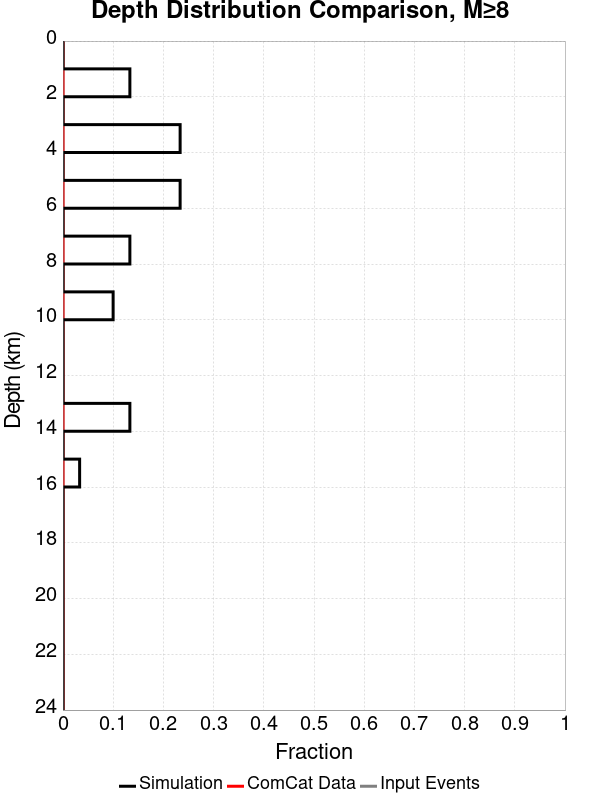 Depth Distribution Comparison, M≥8
0
2
4
6
8
10
12
14
16
18
20
22
24
Depth (km)
0 0.1 0.2 0.3 0.4 0.5 0.6 0.7 0.8 0.9 1
Fraction
Simulation ComCat Data Input Events